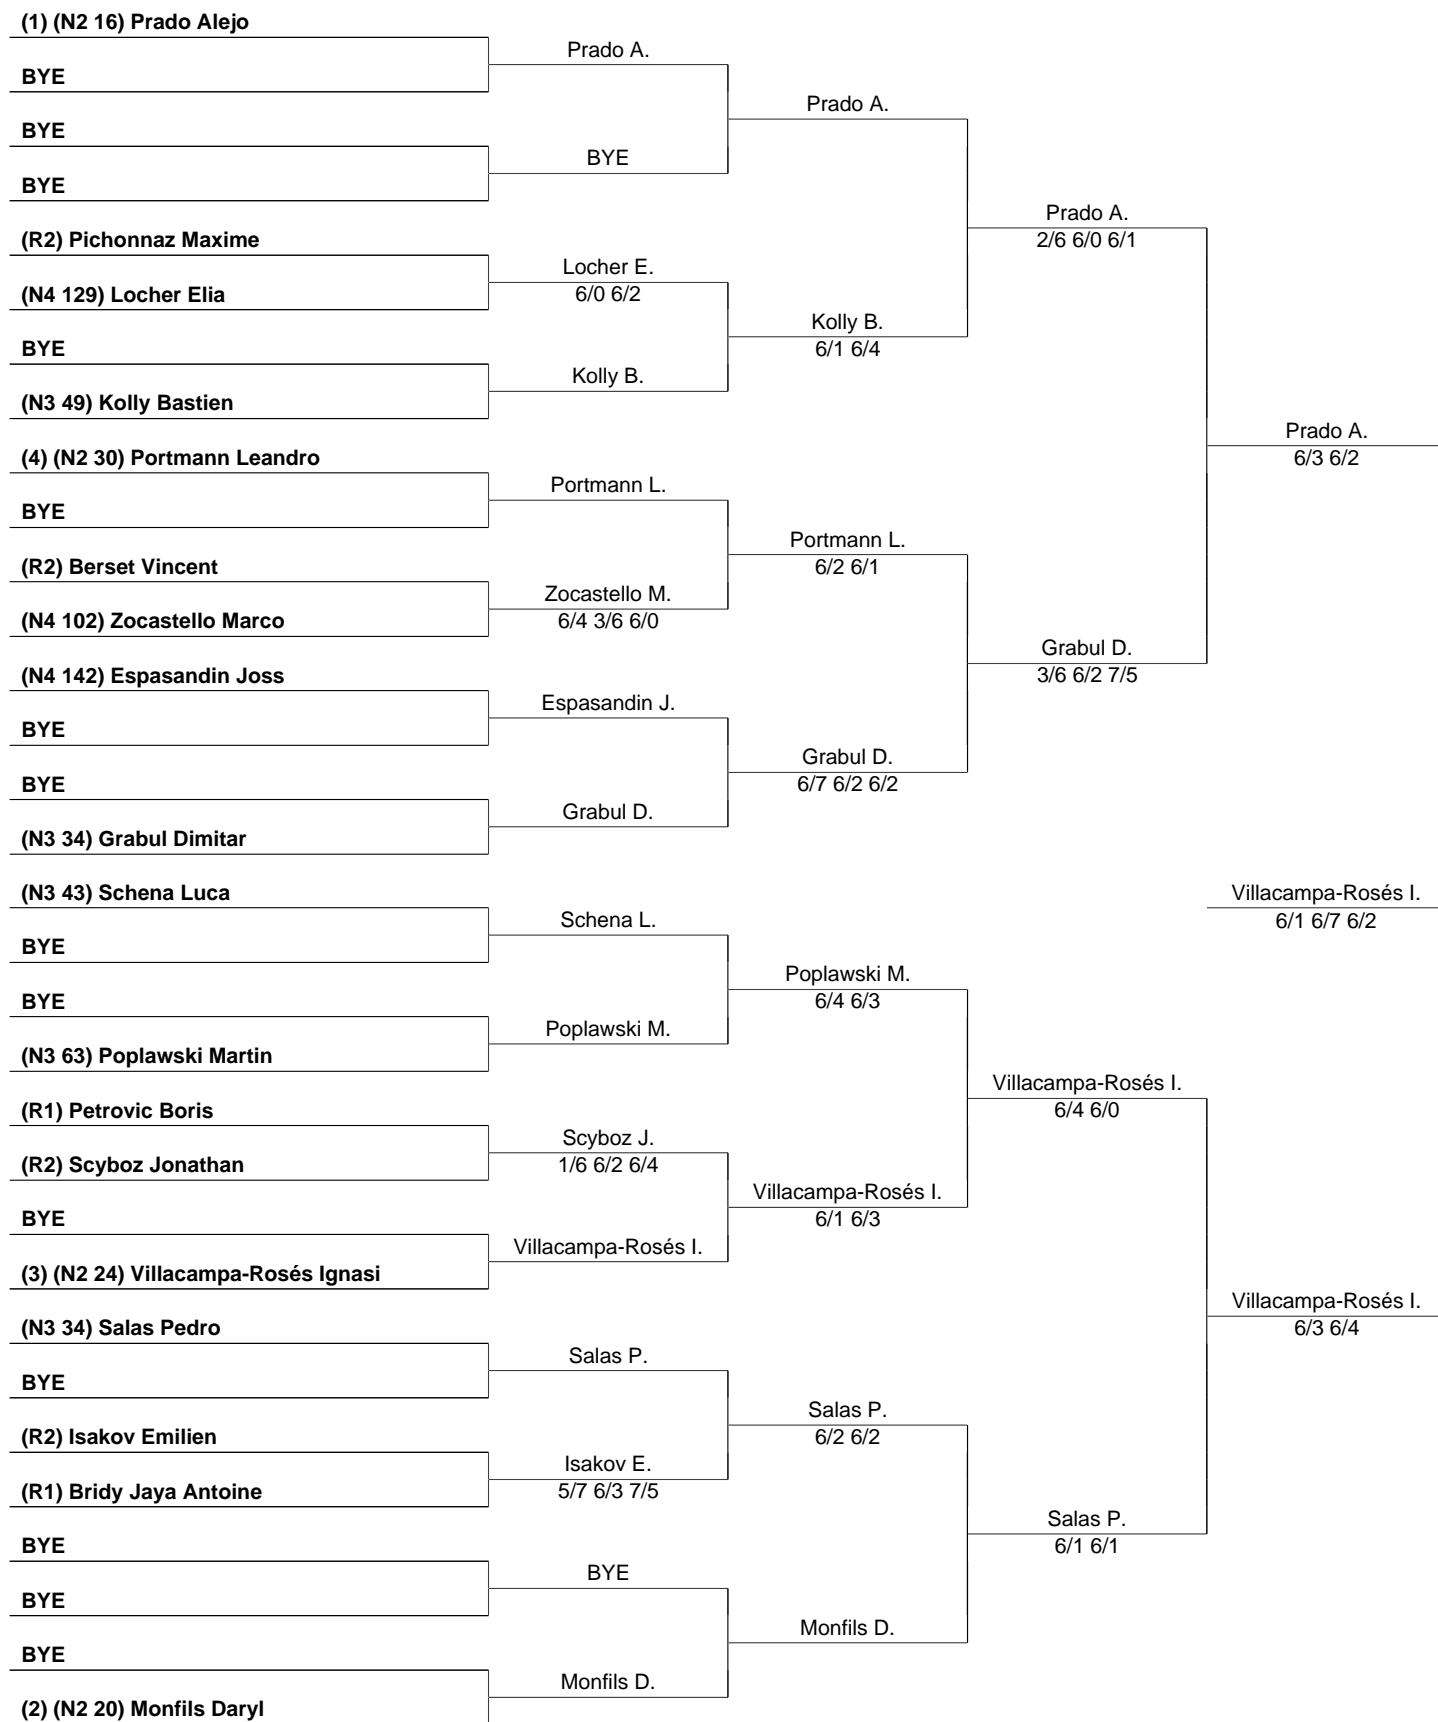 (1) (N2 16) Prado Alejo
Prado A.
BYE
Prado A.
BYE
BYE
BYE
Prado A.
2/6 6/0 6/1
(R2) Pichonnaz Maxime
Locher E.
6/0 6/2
(N4 129) Locher Elia
Kolly B.
6/1 6/4
BYE
Kolly B.
(N3 49) Kolly Bastien
Prado A.
6/3 6/2
(4) (N2 30) Portmann Leandro
Portmann L.
BYE
Portmann L.
6/2 6/1
(R2) Berset Vincent
Zocastello M.
6/4 3/6 6/0
(N4 102) Zocastello Marco
Grabul D.
3/6 6/2 7/5
(N4 142) Espasandin Joss
Espasandin J.
BYE
Grabul D.
6/7 6/2 6/2
BYE
Grabul D.
(N3 34) Grabul Dimitar
(N3 43) Schena Luca
Villacampa-Rosés I.
6/1 6/7 6/2
Schena L.
BYE
Poplawski M.
6/4 6/3
BYE
Poplawski M.
(N3 63) Poplawski Martin
Villacampa-Rosés I.
6/4 6/0
(R1) Petrovic Boris
Scyboz J.
1/6 6/2 6/4
(R2) Scyboz Jonathan
Villacampa-Rosés I.
6/1 6/3
BYE
Villacampa-Rosés I.
(3) (N2 24) Villacampa-Rosés Ignasi
Villacampa-Rosés I.
6/3 6/4
(N3 34) Salas Pedro
Salas P.
BYE
Salas P.
6/2 6/2
(R2) Isakov Emilien
Isakov E.
5/7 6/3 7/5
(R1) Bridy Jaya Antoine
Salas P.
6/1 6/1
BYE
BYE
BYE
Monfils D.
BYE
Monfils D.
(2) (N2 20) Monfils Daryl